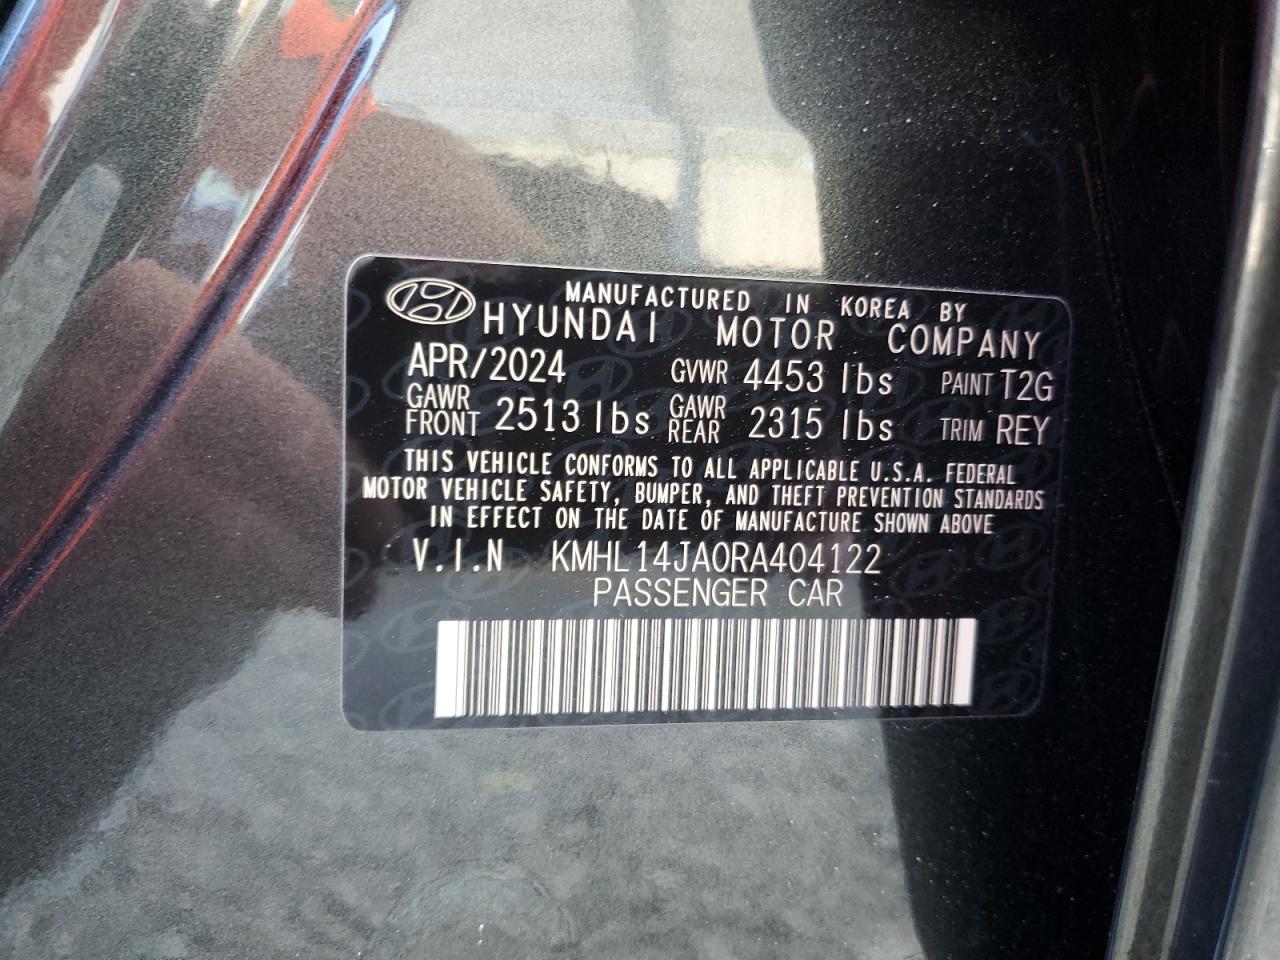 MANUFACTURED IN KOREA BY
HYUNDAI MOTOR COMPANY
APR/2024 GVWR 4453 lbs PAINT T2G
GAWR FRONT 2513 lbs GAWR REAR 2315 lbs TRIM REY
THIS VEHICLE CONFORMS TO ALL APPLICABLE U.S.A. FEDERAL
MOTOR VEHICLE SAFETY, BUMPER, AND THEFT PREVENTION STANDARDS
IN EFFECT ON THE DATE OF MANUFACTURE SHOWN ABOVE
V.I.N KMHL14JA0RA404122
PASSENGER CAR